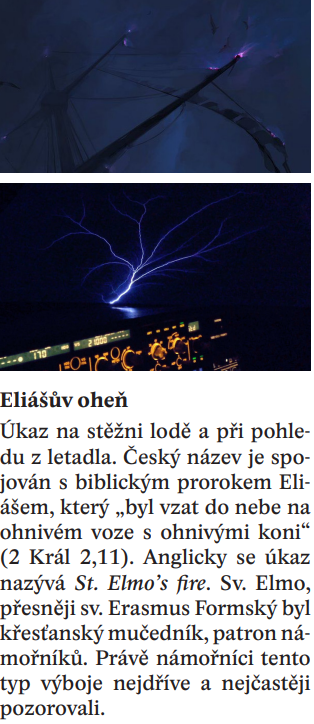 170
21000
Eliášův oheň
Úkaz na stěžni lodě a při pohle-
du z letadla. Český název je spo-
jován s biblickým prorokem Eli-
ášem, který „byl vzat do nebe na
ohnivém voze s ohnivými koni“
(2 Král 2,11). Anglicky se úkaz
nazývá St. Elmo’s fire. Sv. Elmo,
přesněji sv. Erasmus Formský byl
křesťanský mučedník, patron ná-
mořníků. Právě námořníci tento
typ výboje nejdříve a nejčastěji
pozorovali.